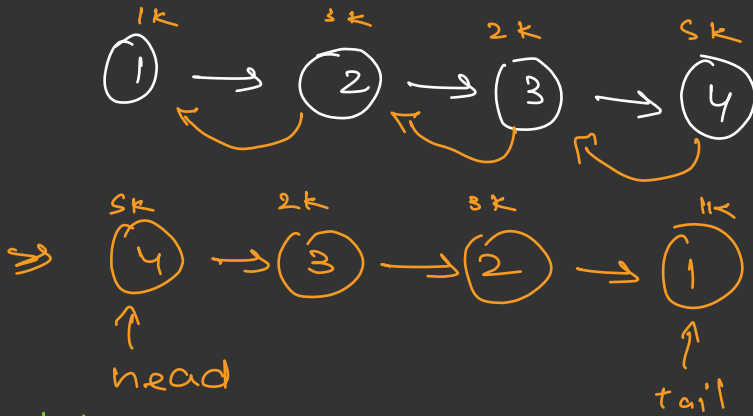 1k 3k 2k 5k
1 → 2 → 3 → 4
⇒ 5k 2k 3k 1k
4 → 3 → 2 → 1
head tail